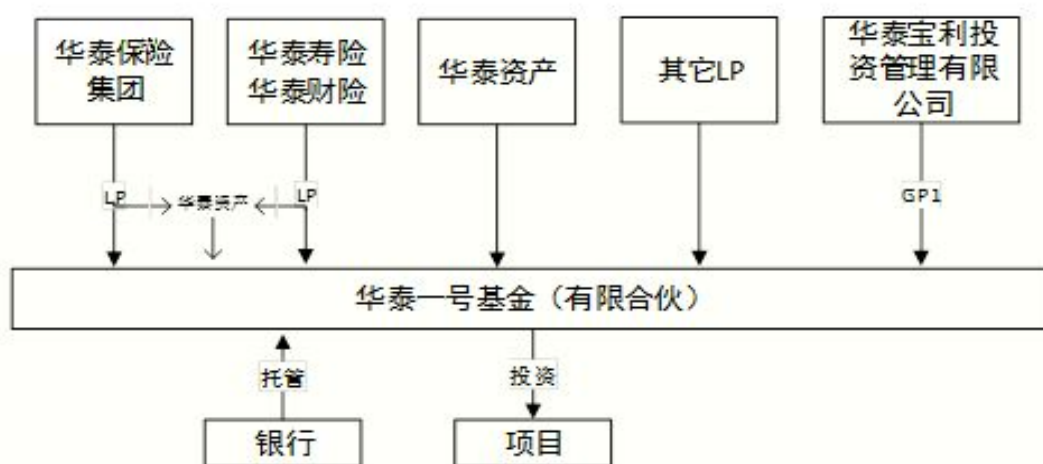 华泰保险
集团
华泰寿险
华泰财险
华泰资产
其它LP
华泰宝利投
资管理有限
公司
LP
华泰资产
LP
GP1
华泰一号基金（有限合伙）
托管
投资
银行
项目